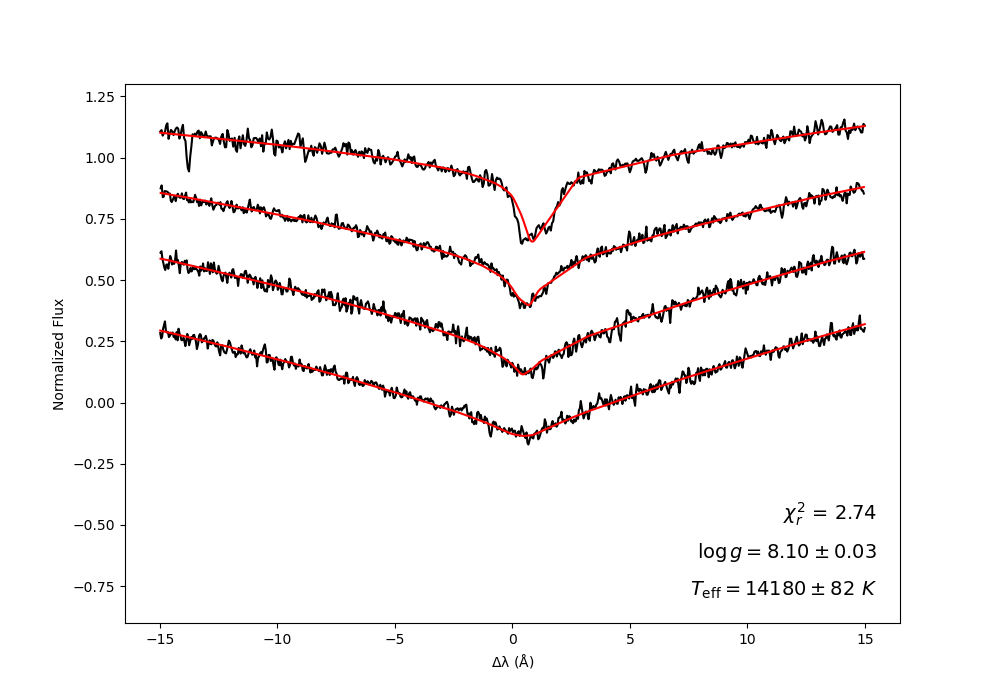 1.25
1.00
0.75
0.50
0.25
0.00
−0.25
−0.50
−0.75
Normalized Flux
χ²ᵣ = 2.74
log g = 8.10 ± 0.03
T_eff = 14180 ± 82 K
−15 −10 −5 0 5 10 15
Δλ (Å)